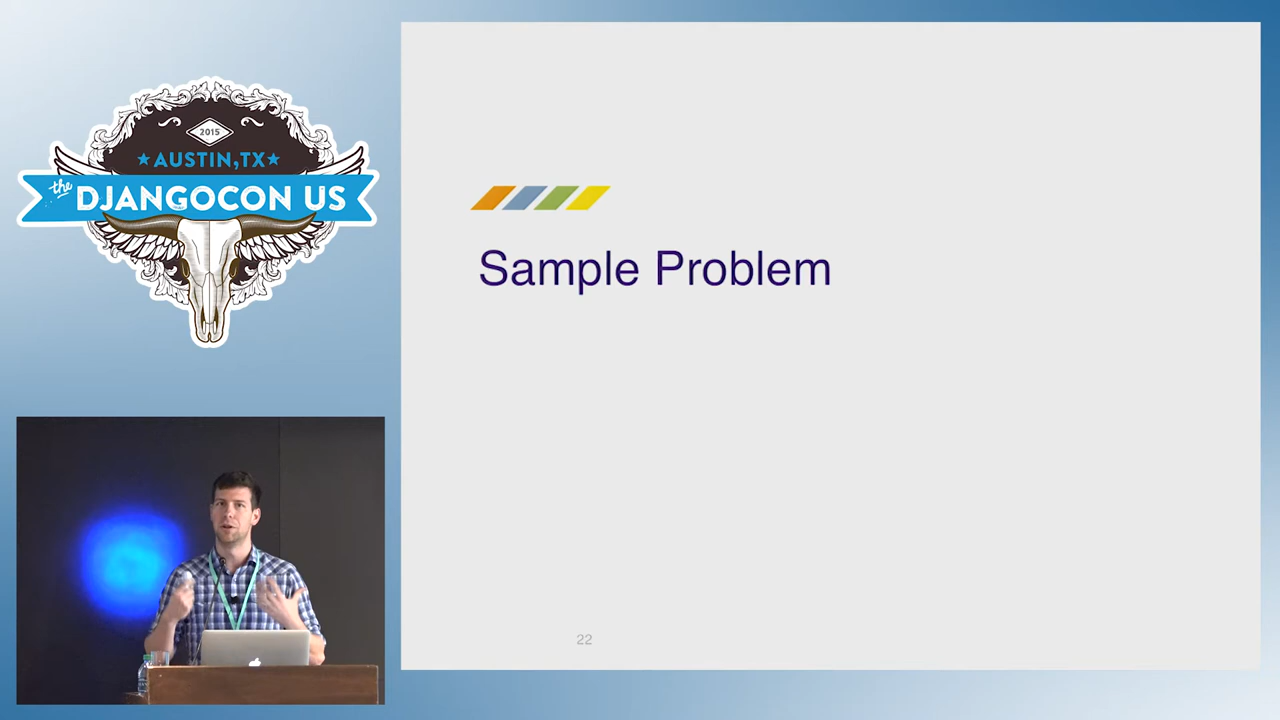 2015
AUSTIN,TX
the
DJANGOCON US
Sample Problem
22